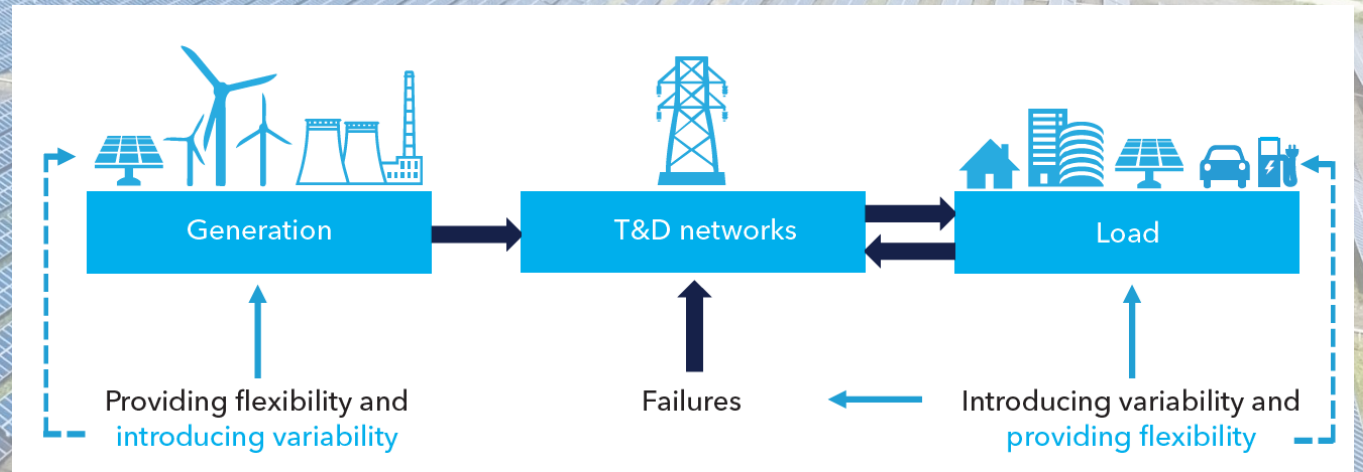 Generation
T&D networks
Load
Providing flexibility and
introducing variability
Failures
Introducing variability and
providing flexibility